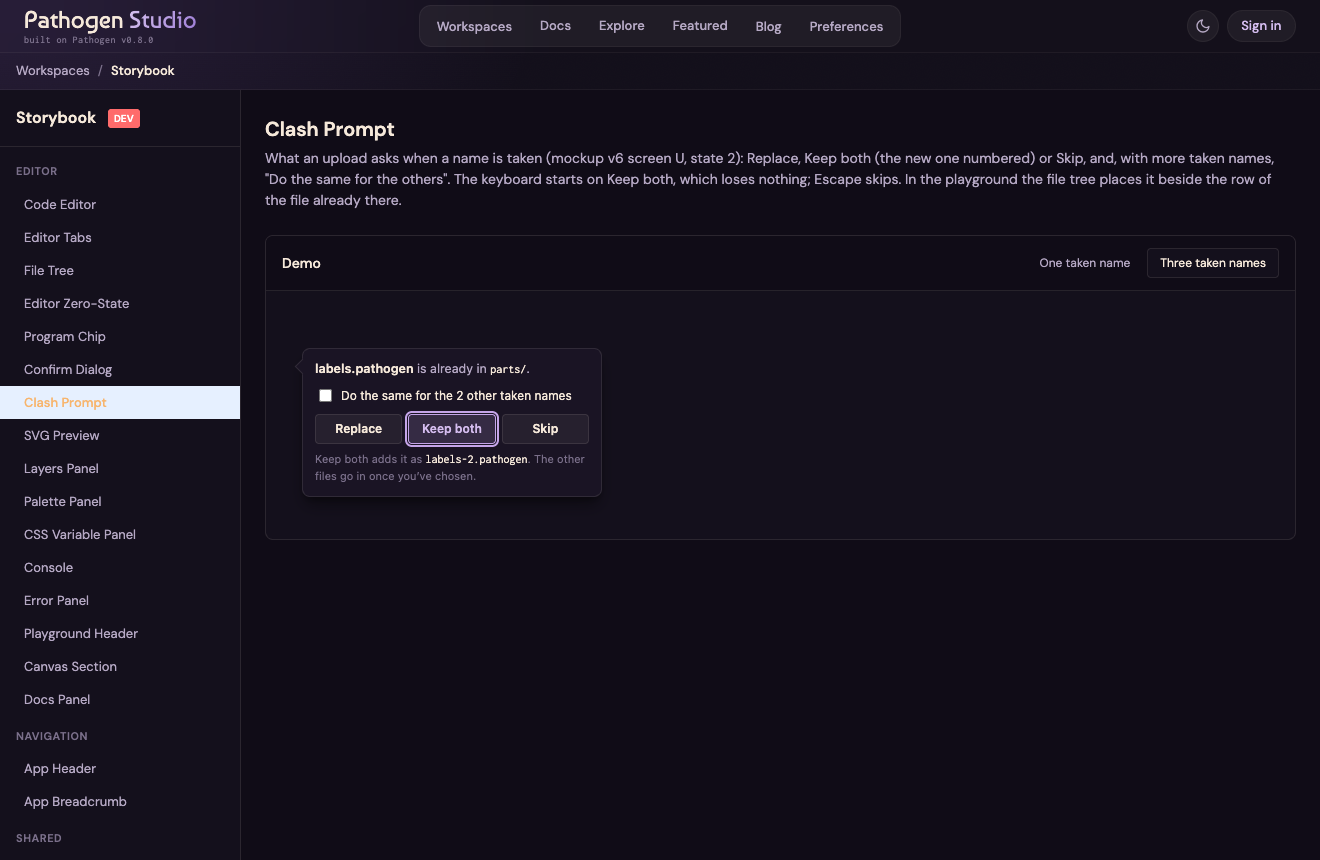 Pathogen Studio
built on Pathogen v0.8.0
Workspaces
Docs
Explore
Featured
Blog
Preferences
Sign in
Workspaces / Storybook
Storybook DEV
EDITOR
Code Editor
Editor Tabs
File Tree
Editor Zero-State
Program Chip
Confirm Dialog
Clash Prompt
SVG Preview
Layers Panel
Palette Panel
CSS Variable Panel
Console
Error Panel
Playground Header
Canvas Section
Docs Panel
NAVIGATION
App Header
App Breadcrumb
SHARED
Clash Prompt
What an upload asks when a name is taken (mockup v6 screen U, state 2): Replace, Keep both (the new one numbered) or Skip, and, with more taken names,
"Do the same for the others". The keyboard starts on Keep both, which loses nothing; Escape skips. In the playground the file tree places it beside the row of
the file already there.
Demo
One taken name
Three taken names
labels.pathogen is already in parts/.
Do the same for the 2 other taken names
Replace
Keep both
Skip
Keep both adds it as labels-2.pathogen. The other
files go in once you’ve chosen.